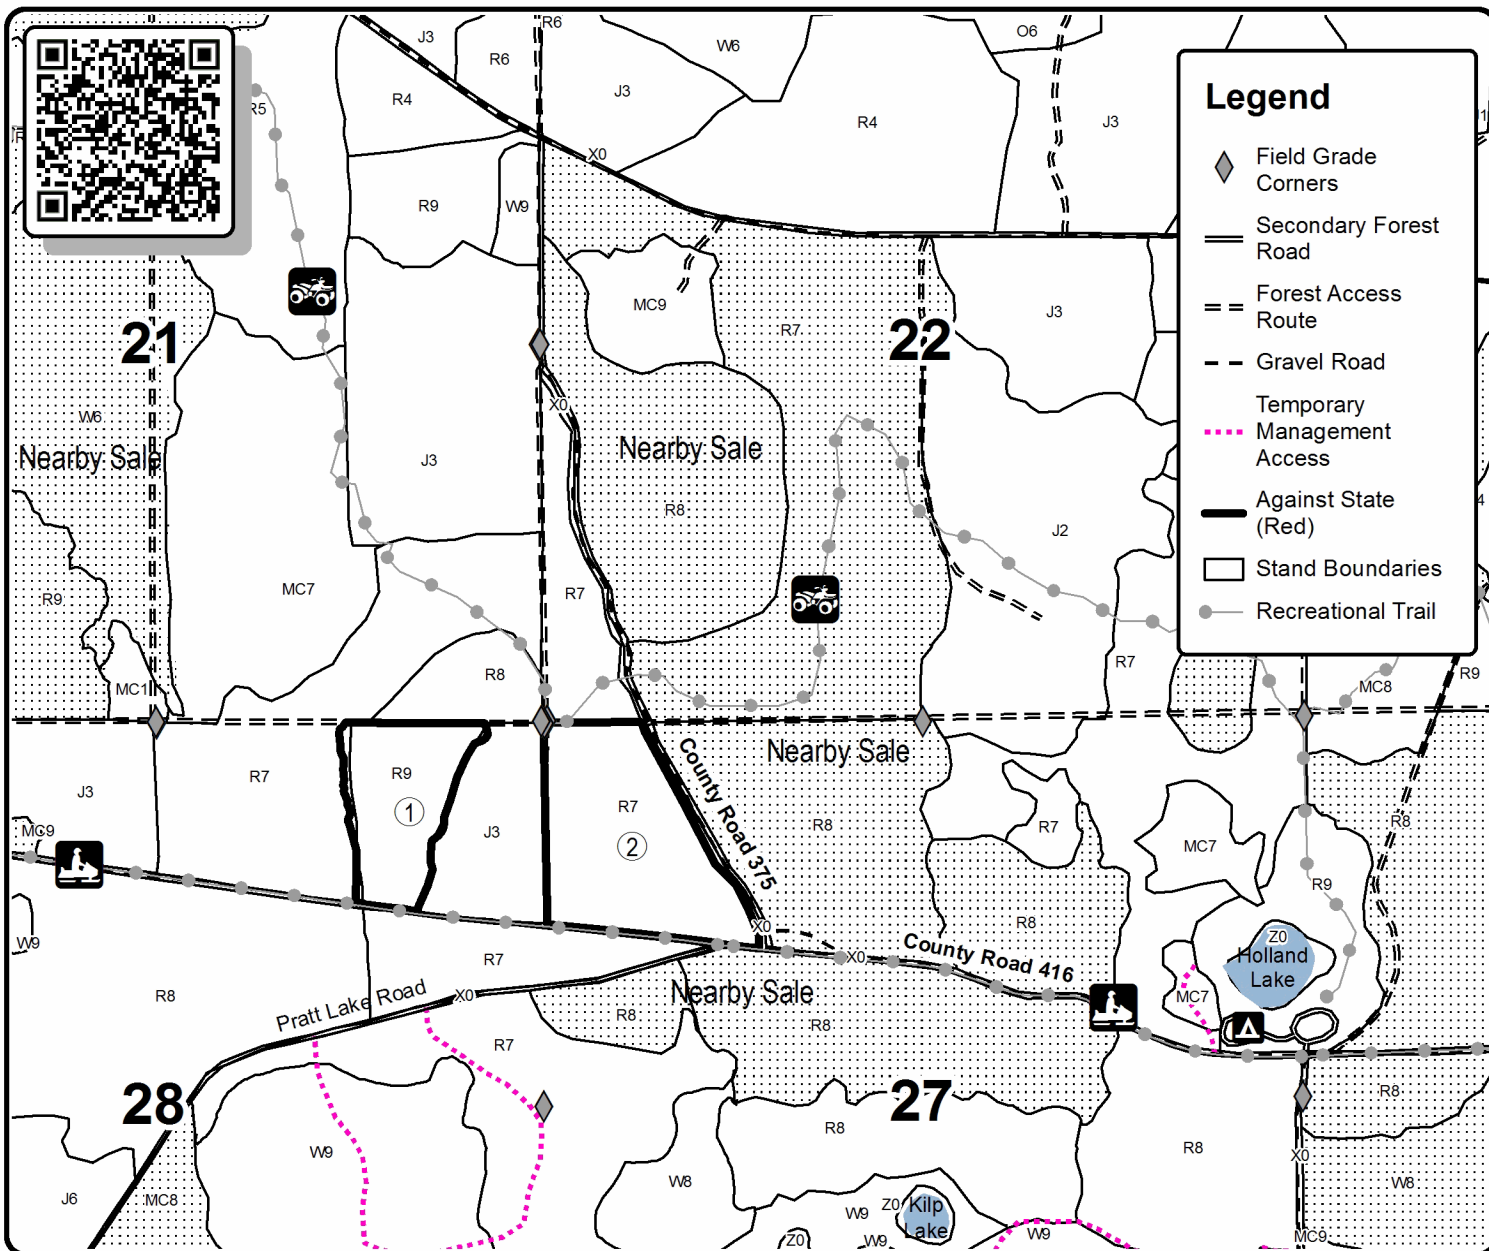 R6
J3
R6
W6
O6
J3
R4
R5
R4
J3
X0
R9
W9
MC9
J3
R7
21
22
X0
W6
Nearby Sale
Nearby Sale
J3
R8
J2
R9
MC7
R7
R8
R7
MC1
MC8
R9
Nearby Sale
County Road 375
R9
R7
J3
1
R7
J3
2
R8
R7
R8
MC9
MC7
R9
W9
X0
R8
County Road 416
X0
Z0
Holland
Lake
R7
R8
Pratt Lake Road
X0
Nearby Sale
MC7
R8
R8
R7
28
27
R8
R8
R8
W9
X0
J6
MC8
W8
W8
W9
Z0
Kilp
Lake
Z0
W9
W9
MC9
Legend
Field Grade
Corners
Secondary Forest
Road
Forest Access
Route
Gravel Road
Temporary
Management
Access
Against State
(Red)
Stand Boundaries
Recreational Trail